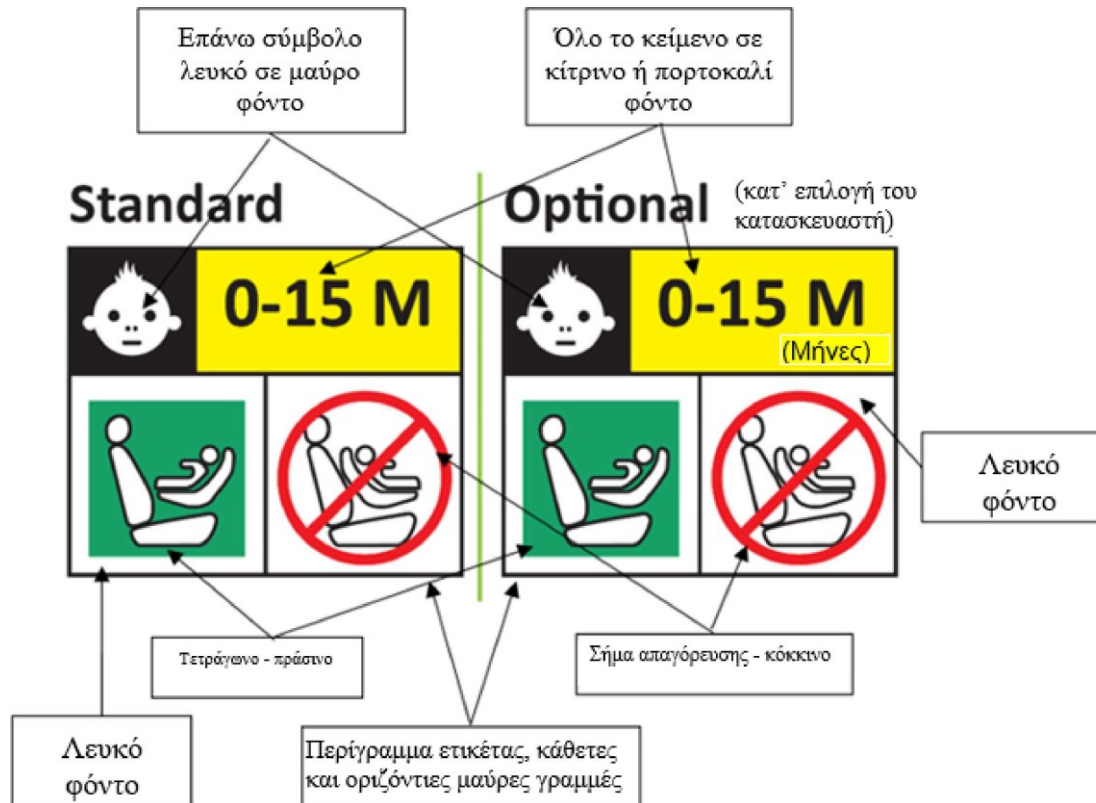 Επάνω σύμβολο
λευκό σε μαύρο
φόντο
Όλο το κείμενο σε
κίτρινο ή πορτοκαλί
φόντο
Standard
Optional
(κατ’ επιλογή του
κατασκευαστή)
0-15 M
0-15 M
(Μήνες)
Λευκό
φόντο
Τετράγωνο - πράσινο
Σήμα απαγόρευσης - κόκκινο
Λευκό
φόντο
Περίγραμμα ετικέτας, κάθετες
και οριζόντιες μαύρες γραμμές